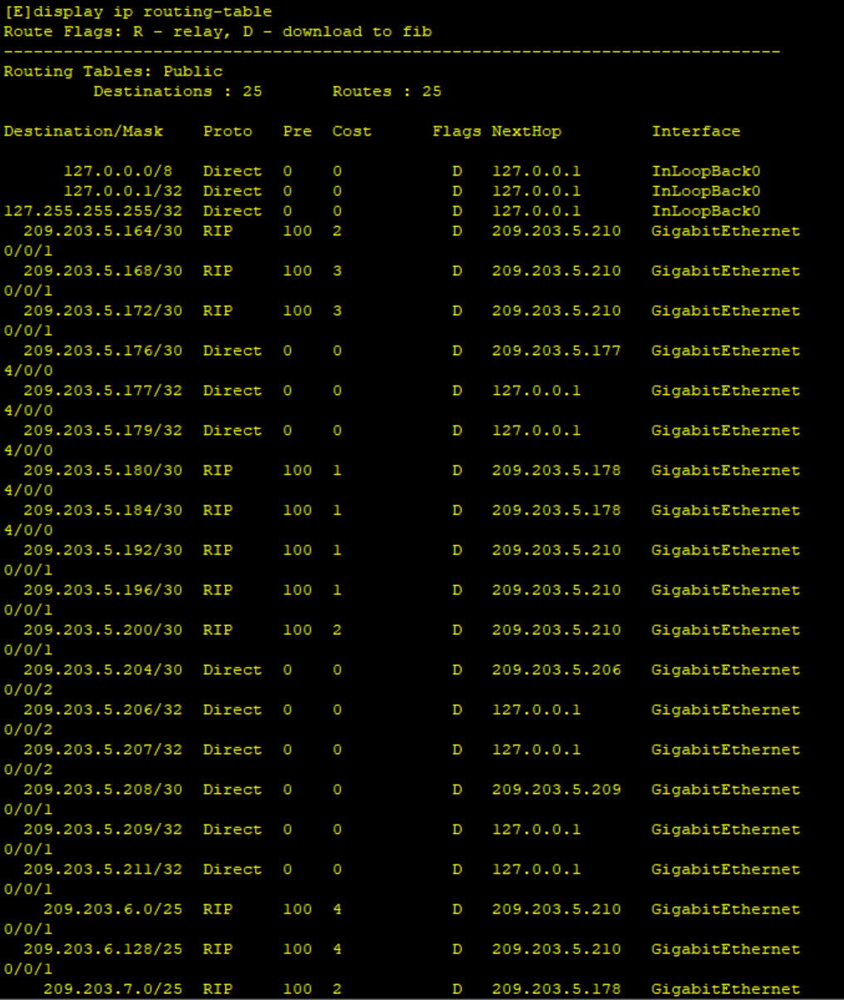 [E]display ip routing-table
Route Flags: R - relay, D - download to fib
------------------------------------------------------------------------------
Routing Tables: Public
         Destinations : 25       Routes : 25

Destination/Mask    Proto   Pre  Cost      Flags NextHop         Interface

      127.0.0.0/8   Direct  0    0           D   127.0.0.1       InLoopBack0
      127.0.0.1/32  Direct  0    0           D   127.0.0.1       InLoopBack0
127.255.255.255/32  Direct  0    0           D   127.0.0.1       InLoopBack0
  209.203.5.164/30  RIP     100  2           D   209.203.5.210   GigabitEthernet
0/0/1
  209.203.5.168/30  RIP     100  3           D   209.203.5.210   GigabitEthernet
0/0/1
  209.203.5.172/30  RIP     100  3           D   209.203.5.210   GigabitEthernet
0/0/1
  209.203.5.176/30  Direct  0    0           D   209.203.5.177   GigabitEthernet
4/0/0
  209.203.5.177/32  Direct  0    0           D   127.0.0.1       GigabitEthernet
4/0/0
  209.203.5.179/32  Direct  0    0           D   127.0.0.1       GigabitEthernet
4/0/0
  209.203.5.180/30  RIP     100  1           D   209.203.5.178   GigabitEthernet
4/0/0
  209.203.5.184/30  RIP     100  1           D   209.203.5.178   GigabitEthernet
4/0/0
  209.203.5.192/30  RIP     100  1           D   209.203.5.210   GigabitEthernet
0/0/1
  209.203.5.196/30  RIP     100  1           D   209.203.5.210   GigabitEthernet
0/0/1
  209.203.5.200/30  RIP     100  2           D   209.203.5.210   GigabitEthernet
0/0/1
  209.203.5.204/30  Direct  0    0           D   209.203.5.206   GigabitEthernet
0/0/2
  209.203.5.206/32  Direct  0    0           D   127.0.0.1       GigabitEthernet
0/0/2
  209.203.5.207/32  Direct  0    0           D   127.0.0.1       GigabitEthernet
0/0/2
  209.203.5.208/30  Direct  0    0           D   209.203.5.209   GigabitEthernet
0/0/1
  209.203.5.209/32  Direct  0    0           D   127.0.0.1       GigabitEthernet
0/0/1
  209.203.5.211/32  Direct  0    0           D   127.0.0.1       GigabitEthernet
0/0/1
    209.203.6.0/25  RIP     100  4           D   209.203.5.210   GigabitEthernet
0/0/1
  209.203.6.128/25  RIP     100  4           D   209.203.5.210   GigabitEthernet
0/0/1
    209.203.7.0/25  RIP     100  2           D   209.203.5.178   GigabitEthernet